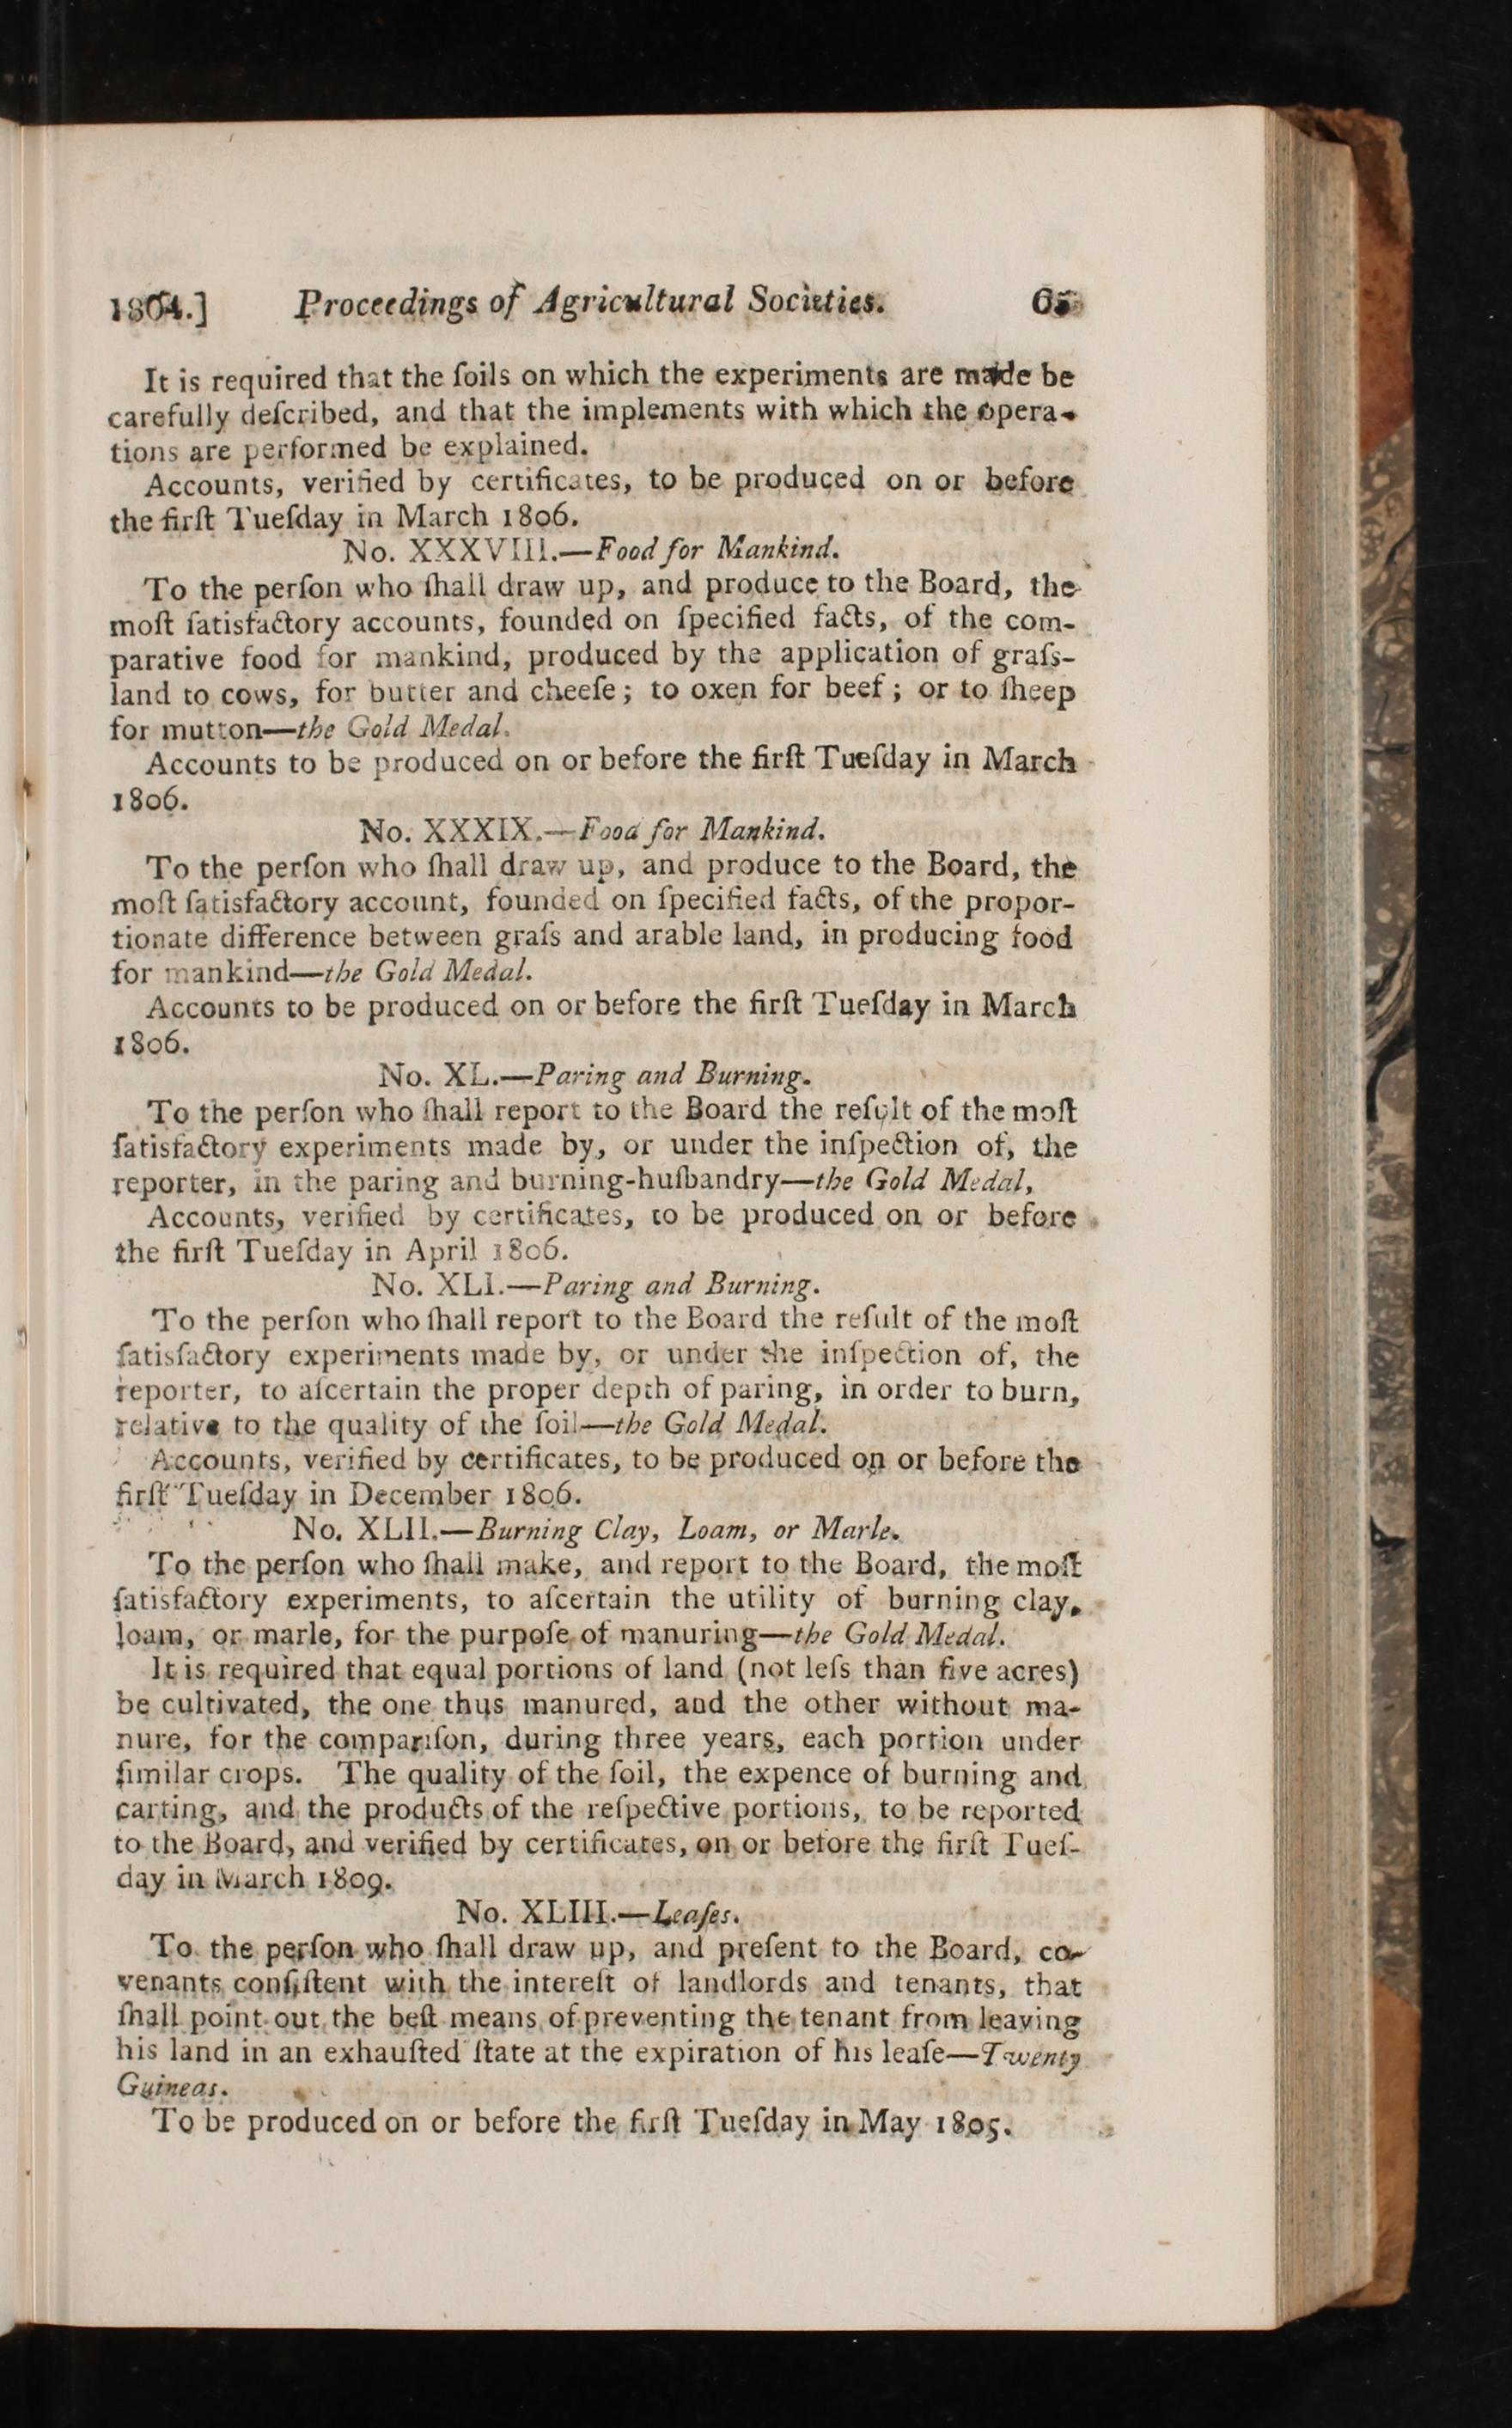 1804.] Proceedings of Agricultural Societies. 65
It is required that the ſoils on which the experiments are made be
carefully deſcribed, and that the implements with which the opera-
tions are performed be explained.
Accounts, verified by certificates, to be produced on or before
the firſt Tueſday in March 1806.
No. XXXVIII.—Food for Mankind.
To the perſon who ſhall draw up, and produce to the Board, the
moſt ſatisfactory accounts, founded on ſpecified facts, of the com-
parative food for mankind, produced by the application of graſs-
land to cows, for butter and cheeſe; to oxen for beef; or to ſheep
for mutton—the Gold Medal.
Accounts to be produced on or before the firſt Tueſday in March
1806.
No. XXXIX.—Food for Mankind.
To the perſon who ſhall draw up, and produce to the Board, the
moſt ſatisfactory account, founded on ſpecified facts, of the propor-
tionate difference between graſs and arable land, in producing food
for mankind—the Gold Medal.
Accounts to be produced on or before the firſt Tueſday in March
1806.
No. XL.—Paring and Burning.
To the perſon who ſhall report to the Board the reſult of the moſt
ſatisfactory experiments made by, or under the inſpection of, the
reporter, in the paring and burning-huſbandry—the Gold Medal,
Accounts, verified by certificates, to be produced on or before
the firſt Tueſday in April 1806.
No. XLI.—Paring and Burning.
To the perſon who ſhall report to the Board the reſult of the moſt
ſatisfactory experiments made by, or under the inſpection of, the
reporter, to aſcertain the proper depth of paring, in order to burn,
relative to the quality of the ſoil—the Gold Medal.
Accounts, verified by certificates, to be produced on or before the
firſt Tueſday in December 1806.
No. XLII.—Burning Clay, Loam, or Marle.
To the perſon who ſhall make, and report to the Board, the moſt
ſatisfactory experiments, to aſcertain the utility of burning clay,
loam, or marle, for the purpoſe of manuring—the Gold Medal.
It is required that equal portions of land (not leſs than five acres)
be cultivated, the one thus manured, and the other without ma-
nure, for the compariſon, during three years, each portion under
ſimilar crops. The quality of the ſoil, the expence of burning and
carting, and the products of the reſpective portions, to be reported
to the Board, and verified by certificates, on or before the firſt Tueſ-
day in March 1809.
No. XLIII.—Leaſes.
To the perſon who ſhall draw up, and preſent to the Board, co-
venants conſiſtent with the intereſt of landlords and tenants, that
ſhall point out the beſt means of preventing the tenant from leaving
his land in an exhauſted ſtate at the expiration of his leaſe—Twenty
Guineas.
To be produced on or before the firſt Tueſday in May 1805.